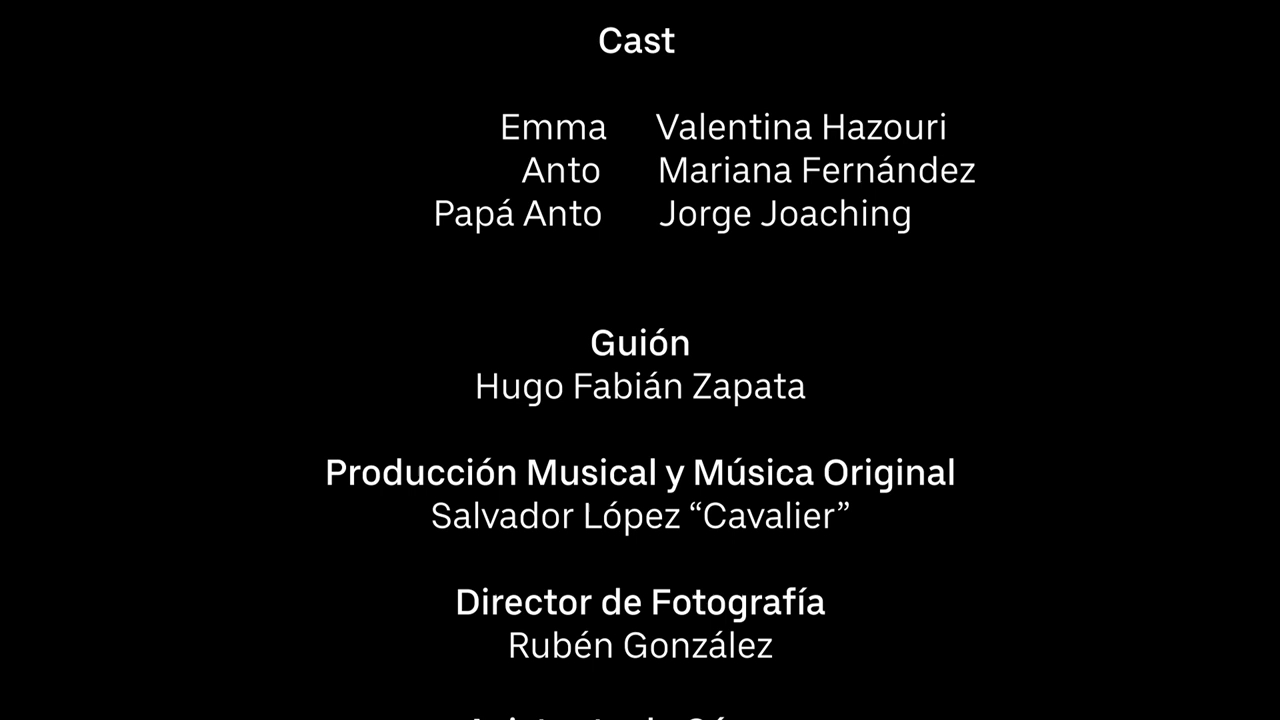 Cast
Emma Valentina Hazouri
Anto Mariana Fernández
Papá Anto Jorge Joaching
Guión
Hugo Fabián Zapata
Producción Musical y Música Original
Salvador López “Cavalier”
Director de Fotografía
Rubén González